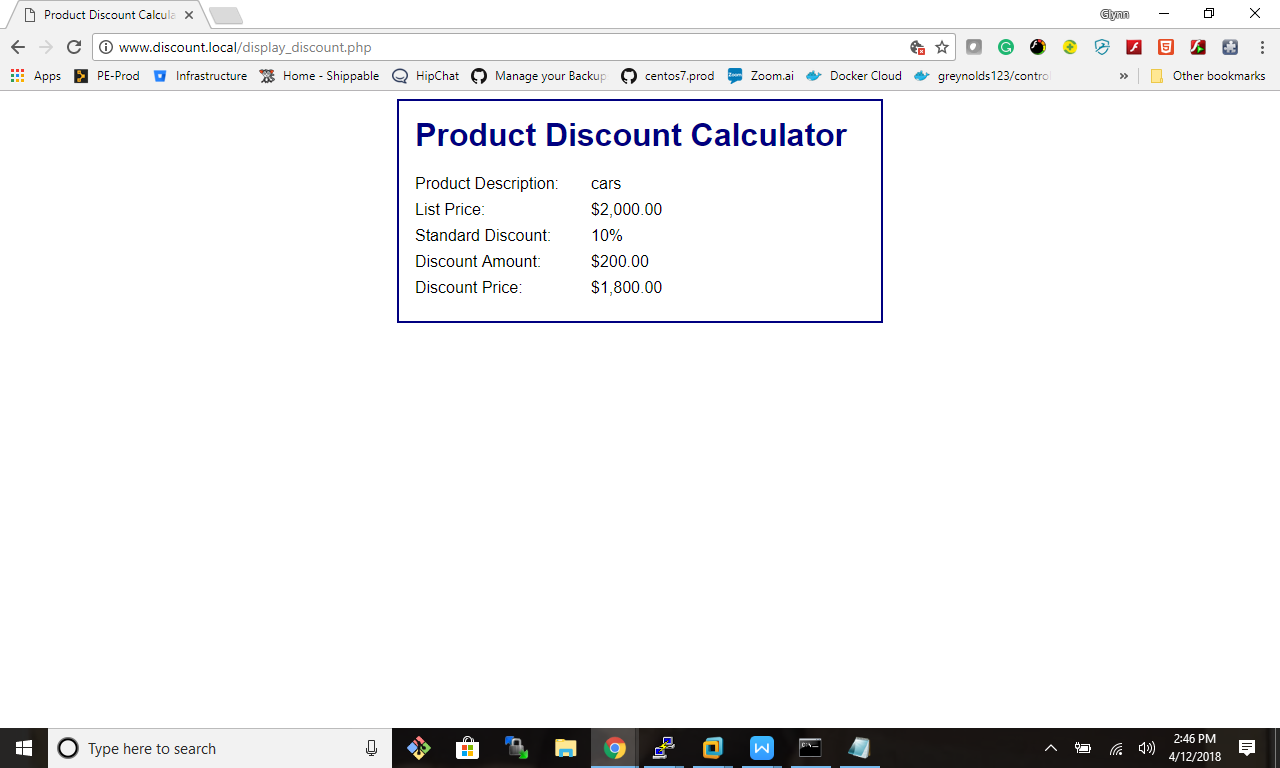 Product Discount Calcula
Glynn
www.discount.local/display_discount.php
Apps PE-Prod Infrastructure Home - Shippable HipChat Manage your Backup centos7.prod Zoom.ai Docker Cloud greynolds123/contro » Other bookmarks
Product Discount Calculator
Product Description: cars
List Price: $2,000.00
Standard Discount: 10%
Discount Amount: $200.00
Discount Price: $1,800.00
Type here to search
2:46 PM
4/12/2018